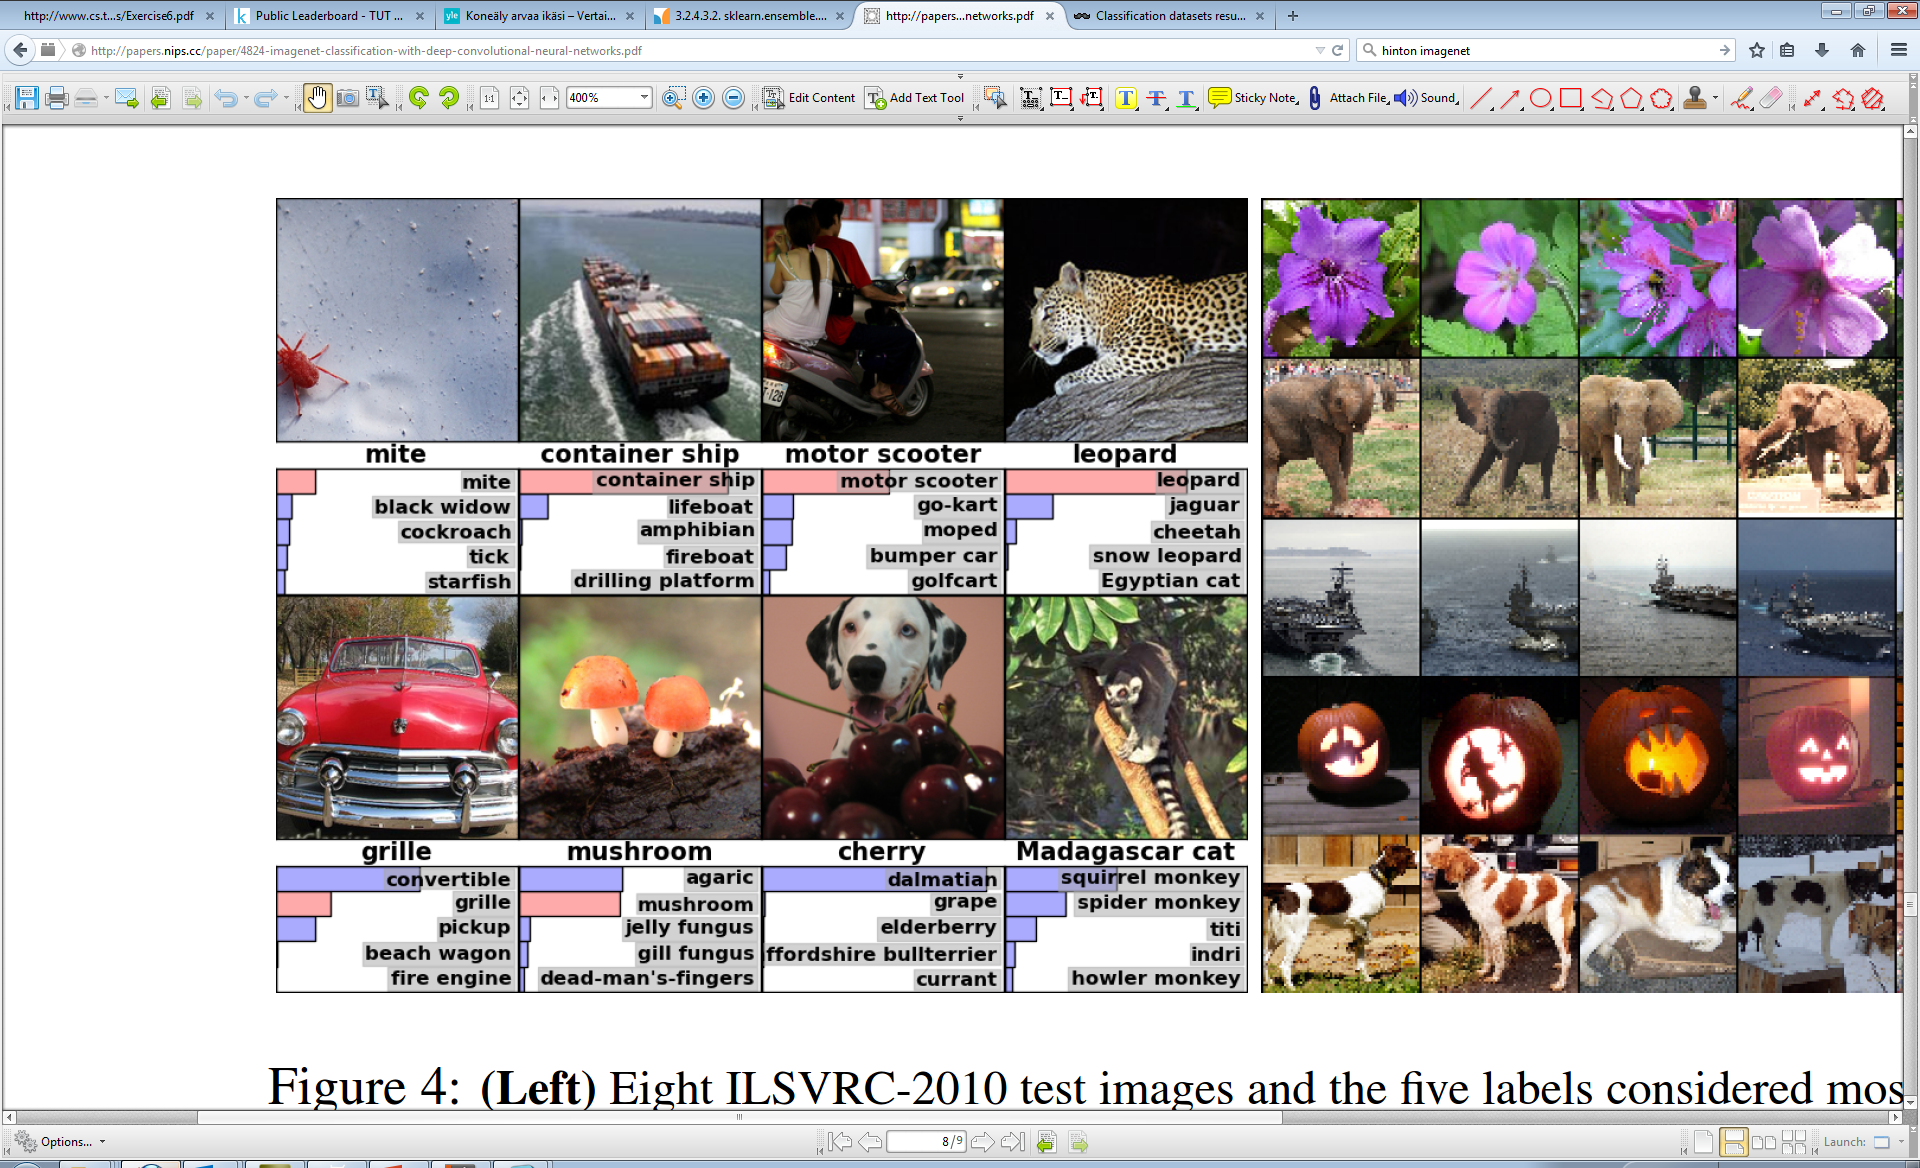 http://www.cs.t...s/Exercise6.pdf
Public Leaderboard - TUT ...
Koneäly arvaa ikäsi – Vertai...
3.2.4.3.2. sklearn.ensemble....
http://papers...networks.pdf
Classification datasets resu...
yle
http://papers.nips.cc/paper/4824-imagenet-classification-with-deep-convolutional-neural-networks.pdf
hinton imagenet
1:1
400%
Edit Content
Add Text Tool
Sticky Note,
Attach File,
Sound,
mite
container ship
motor scooter
leopard
mite
black widow
cockroach
tick
starfish
container ship
lifeboat
amphibian
fireboat
drilling platform
motor scooter
go-kart
moped
bumper car
golfcart
leopard
jaguar
cheetah
snow leopard
Egyptian cat
grille
mushroom
cherry
Madagascar cat
convertible
grille
pickup
beach wagon
fire engine
agaric
mushroom
jelly fungus
gill fungus
dead-man's-fingers
dalmatian
grape
elderberry
ffordshire bullterrier
currant
squirrel monkey
spider monkey
titi
indri
howler monkey
Figure 4: (Left) Eight ILSVRC-2010 test images and the five labels considered mos
Options...
8/9
Launch: